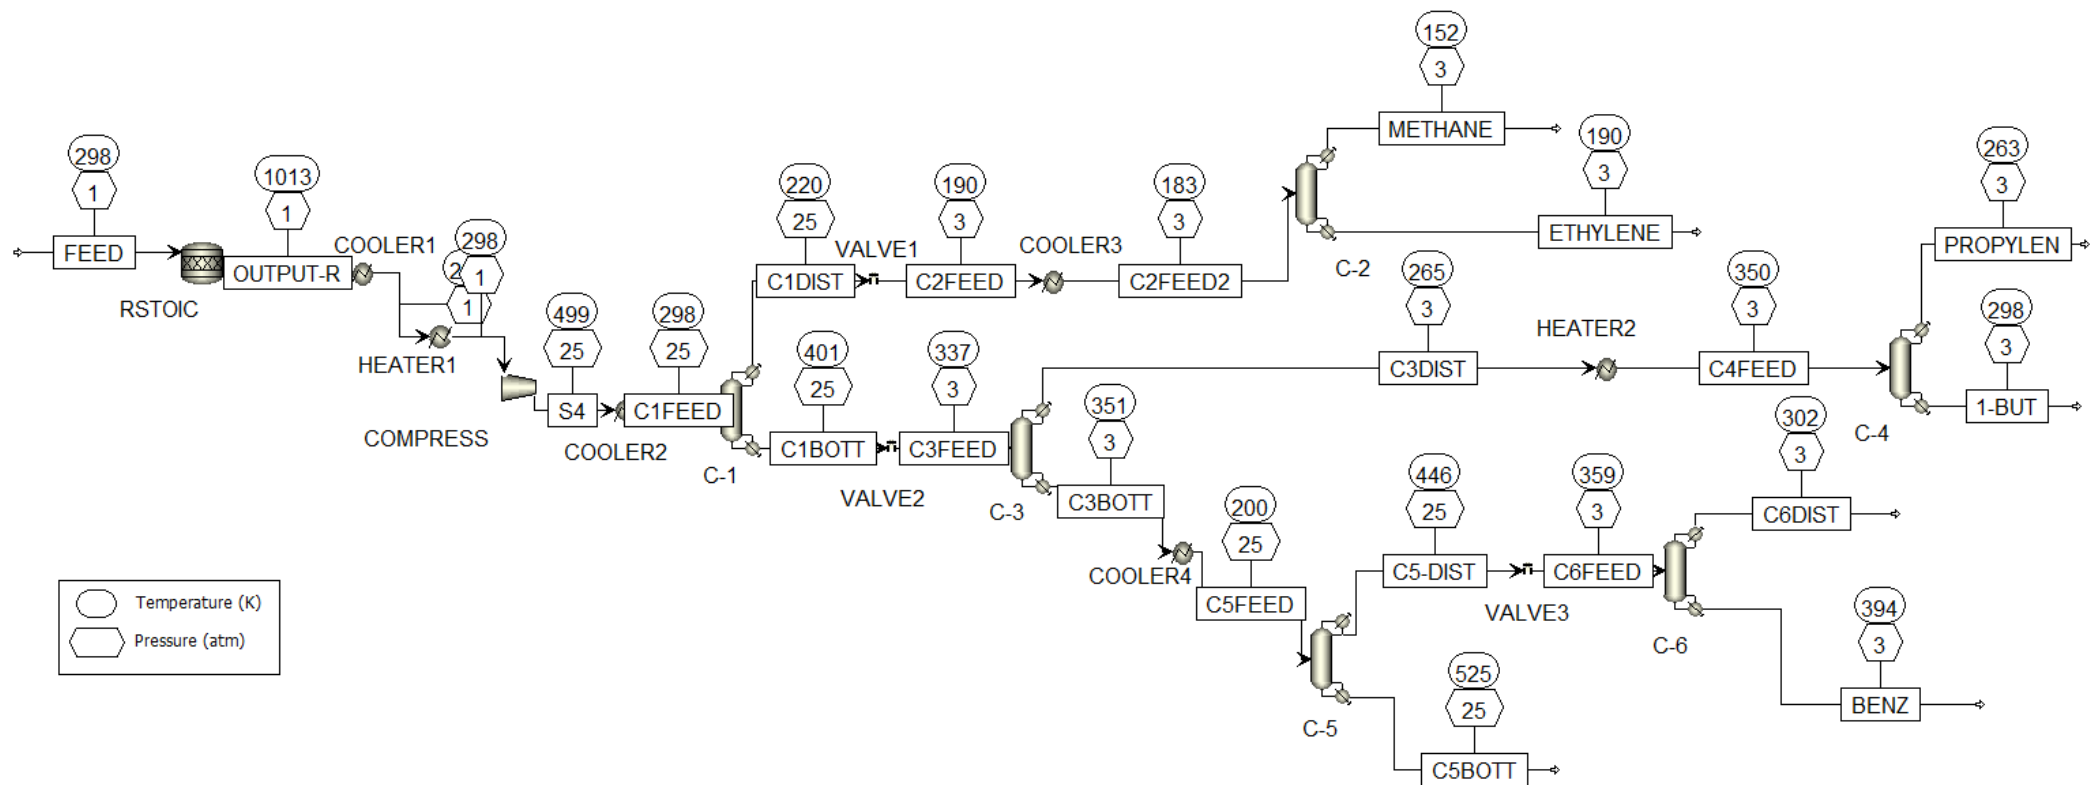 298
1
FEED
RSTOIC
1013
1
OUTPUT-R
COOLER1
2
1
298
1
HEATER1
COMPRESS
499
25
S4
COOLER2
298
25
C1FEED
C-1
220
25
C1DIST
VALVE1
190
3
C2FEED
COOLER3
183
3
C2FEED2
C-2
152
3
METHANE
190
3
ETHYLENE
401
25
C1BOTT
VALVE2
337
3
C3FEED
C-3
265
3
C3DIST
HEATER2
350
3
C4FEED
C-4
263
3
PROPYLEN
298
3
1-BUT
351
3
C3BOTT
COOLER4
200
25
C5FEED
C-5
446
25
C5-DIST
VALVE3
359
3
C6FEED
C-6
302
3
C6DIST
394
3
BENZ
525
25
C5BOTT
Temperature (K)
Pressure (atm)